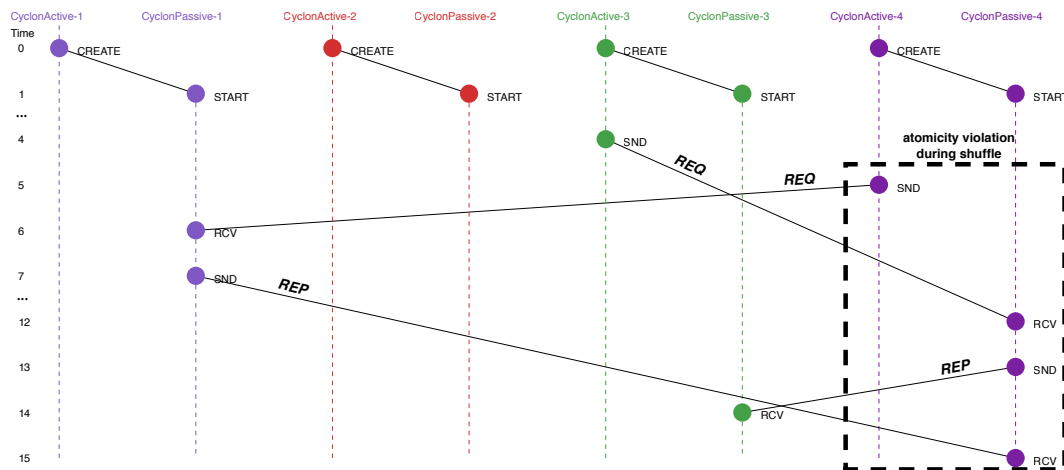 CyclonActive-1 CyclonPassive-1 CyclonActive-2 CyclonPassive-2 CyclonActive-3 CyclonPassive-3 CyclonActive-4 CyclonPassive-4
Time
0 CREATE CREATE CREATE CREATE
1 START START START START
...
4 SND
atomicity violation
during shuffle
REQ REQ
5 SND
6 RCV
7 SND
REP
...
12 RCV
13 REP SND
14 RCV
15 RCV